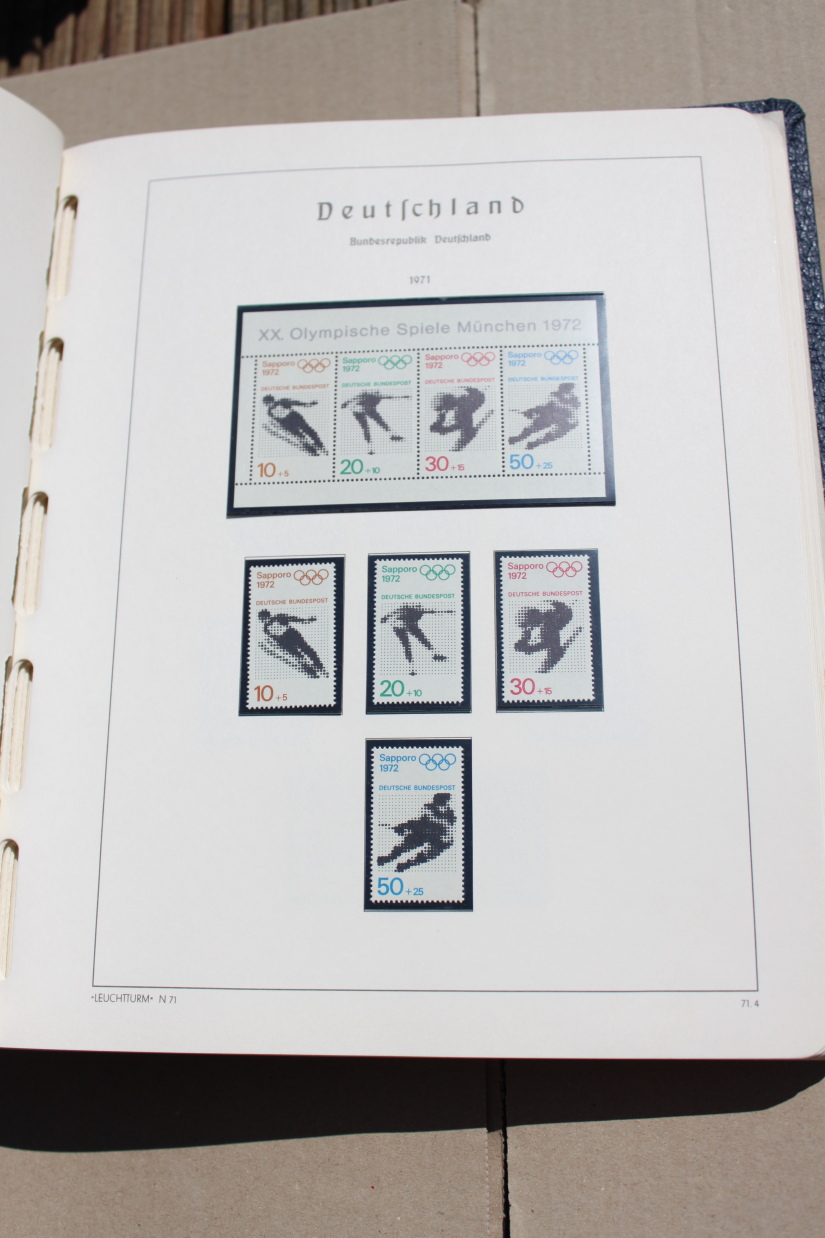 Deutſchland
Bundesrepublik Deutſchland
1971
XX. Olympische Spiele München 1972
Sapporo
1972
DEUTSCHE BUNDESPOST
10+5
Sapporo
1972
DEUTSCHE BUNDESPOST
20+10
Sapporo
1972
DEUTSCHE BUNDESPOST
30+15
Sapporo
1972
DEUTSCHE BUNDESPOST
50+25
Sapporo
1972
DEUTSCHE BUNDESPOST
10+5
Sapporo
1972
DEUTSCHE BUNDESPOST
20+10
Sapporo
1972
DEUTSCHE BUNDESPOST
30+15
Sapporo
1972
DEUTSCHE BUNDESPOST
50+25
*LEUCHTTURM* N 71
71.4